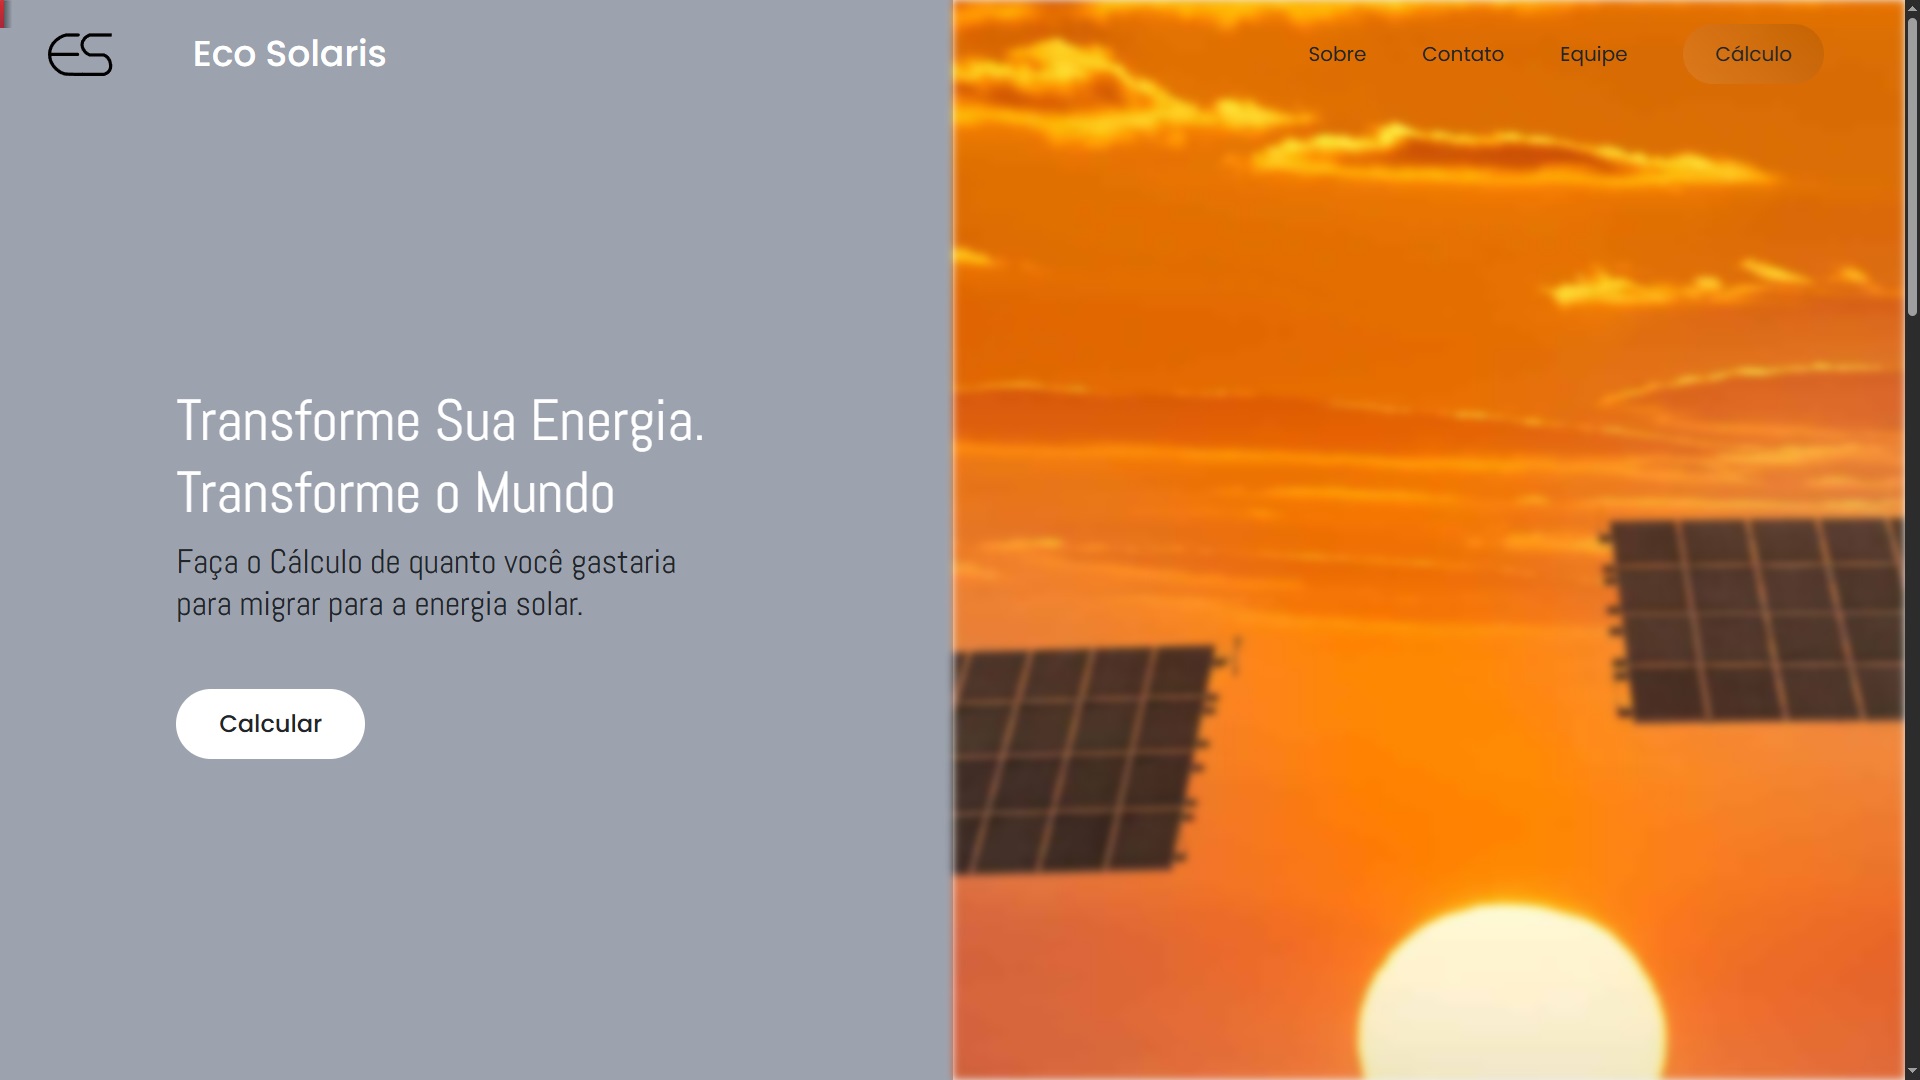 ES
Eco Solaris
Sobre
Contato
Equipe
Cálculo
Transforme Sua Energia.
Transforme o Mundo
Faça o Cálculo de quanto você gastaria
para migrar para a energia solar.
Calcular